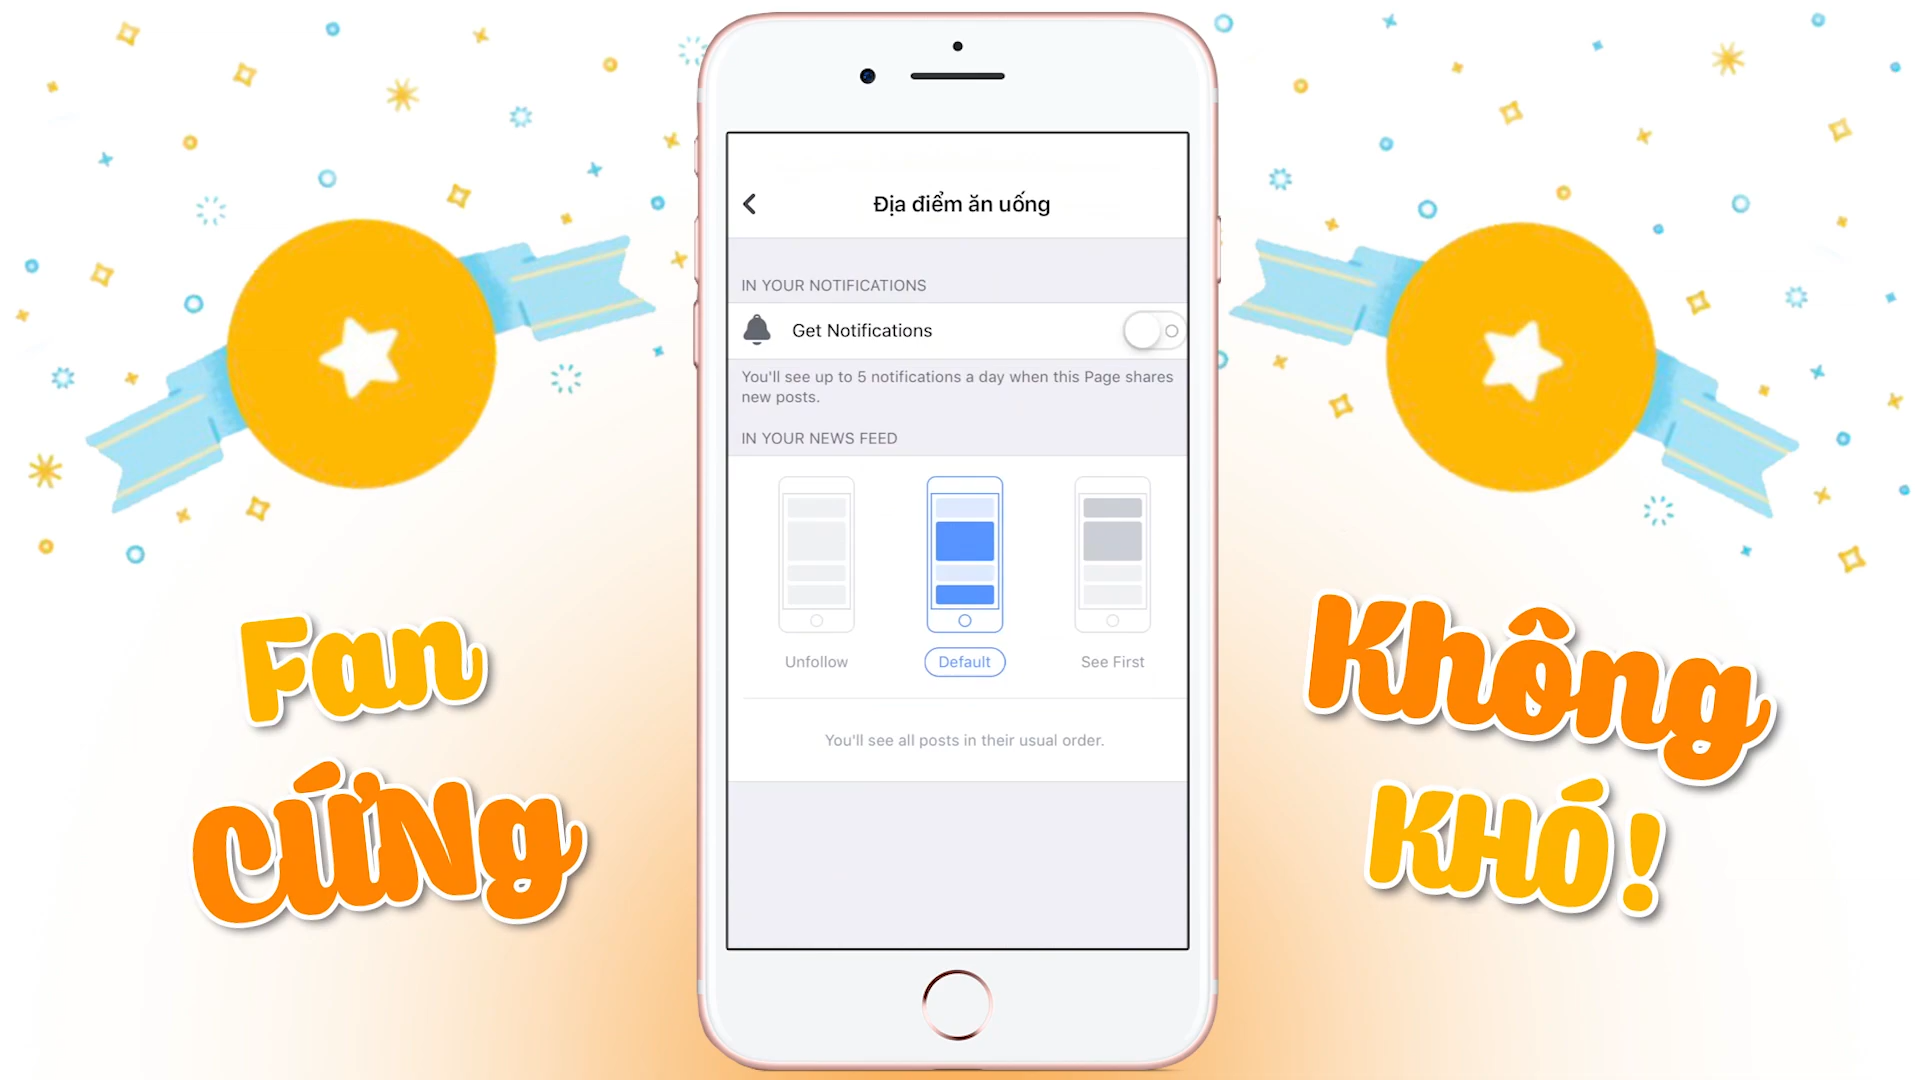 Địa điểm ăn uống
IN YOUR NOTIFICATIONS
Get Notifications
You'll see up to 5 notifications a day when this Page shares
new posts.
IN YOUR NEWS FEED
Unfollow
Default
See First
You'll see all posts in their usual order.
Fan
CỨNg
Không
KHÓ!